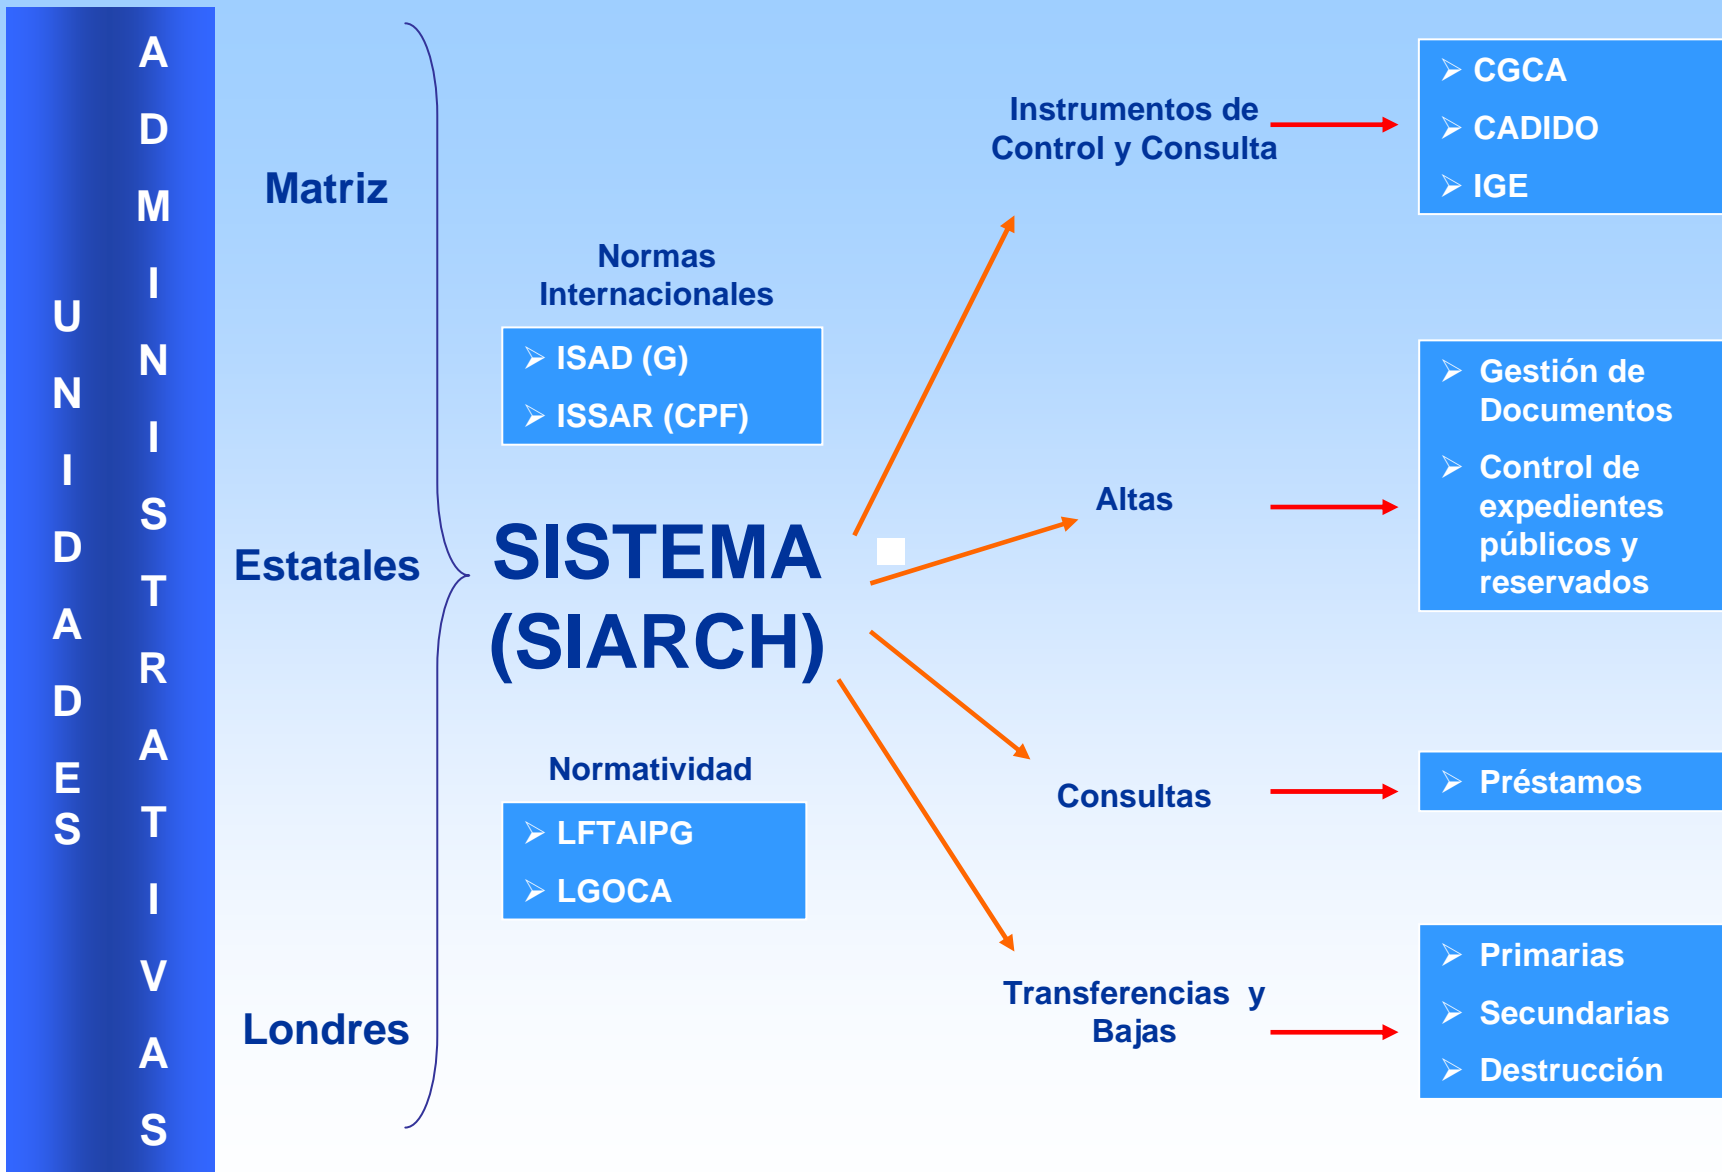 UNIDADES
ADMINISTRATIVAS
Matriz
Estatales
Londres
Normas
Internacionales
ISAD (G)
ISSAR (CPF)
SISTEMA
(SIARCH)
Normatividad
LFTAIPG
LGOCA
Instrumentos de
Control y Consulta
CGCA
CADIDO
IGE
Altas
Gestión de
Documentos
Control de
expedientes
públicos y
reservados
Consultas
Préstamos
Transferencias y
Bajas
Primarias
Secundarias
Destrucción